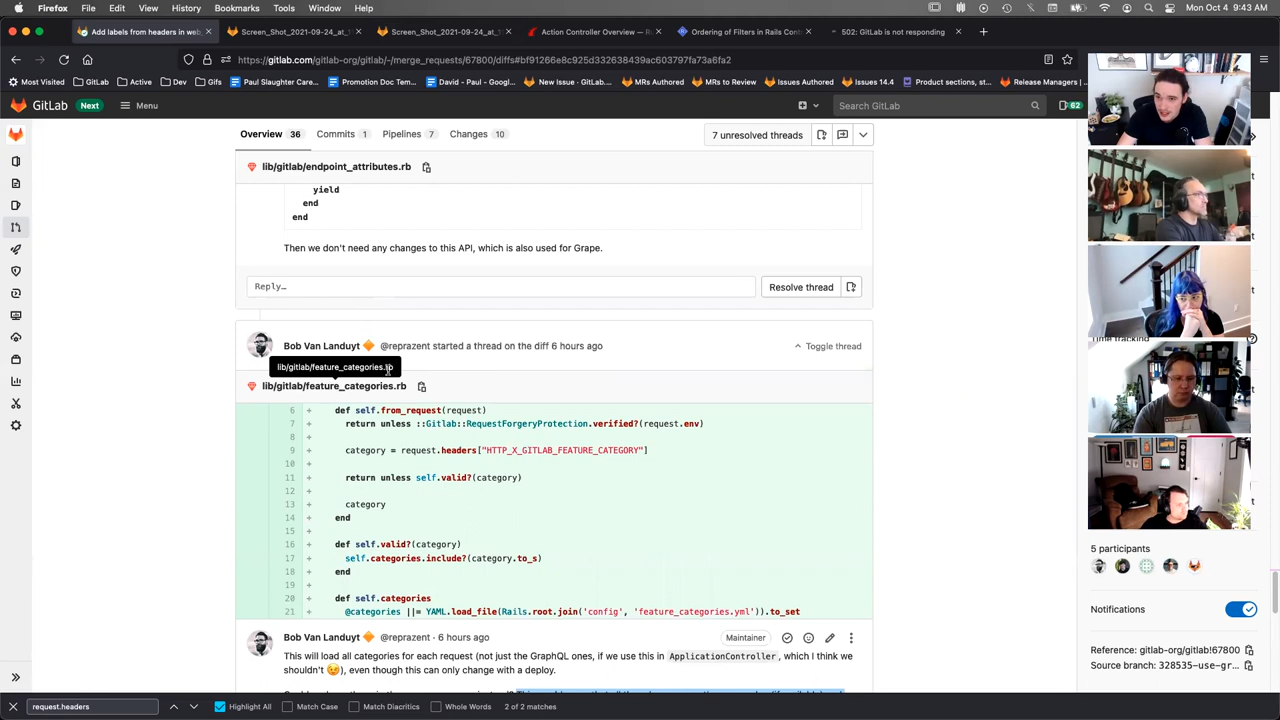 Firefox File Edit View History Bookmarks Tools Window Help
Mon Oct 4 9:43 AM
Add labels from headers in web_
Screen_Shot_2021-09-24_at_1
Screen_Shot_2021-09-24_at_1
Action Controller Overview — R
Ordering of Filters in Rails Cont
502: GitLab is not responding
https://gitlab.com/gitlab-org/gitlab/-/merge_requests/67800/diffs#bf91266e8c925d332638439ac603797fa73a6fa2
Most Visited GitLab Active Dev Gifs Paul Slaughter Care... Promotion Doc Temp... David - Paul - Googl... New Issue · GitLab... MRs Authored MRs Assigned Issues Authored Issues 14.4 Product sections, st... Release Managers |...
GitLab Next Menu
Search GitLab
62
Overview 36 Commits 1 Pipelines 7 Changes 10
7 unresolved threads
lib/gitlab/endpoint_attributes.rb
yield
end
end
Then we don't need any changes to this API, which is also used for Grape.
Reply…
Resolve thread
Bob Van Landuyt @reprazent started a thread on the diff 6 hours ago
Toggle thread
lib/gitlab/feature_categories.rb
lib/gitlab/feature_categories.rb
6 + def self.from_request(request)
7 + return unless ::Gitlab::RequestForgeryProtection.verified?(request.env)
8 +
9 + category = request.headers["HTTP_X_GITLAB_FEATURE_CATEGORY"]
10 +
11 + return unless self.valid?(category)
12 +
13 + category
14 + end
15 +
16 + def self.valid?(category)
17 + self.categories.include?(category.to_s)
18 + end
19 +
20 + def self.categories
21 + @categories ||= YAML.load_file(Rails.root.join('config', 'feature_categories.yml')).to_set
Bob Van Landuyt @reprazent · 6 hours ago
Maintainer
This will load all categories for each request (not just the GraphQL ones, if we use this in ApplicationController, which I think we
shouldn't), even though this can only change with a deploy.
Time tracking
5 participants
Notifications
Reference: gitlab-org/gitlab!67800
Source branch: 328535-use-gr...
request.headers
Highlight All Match Case Match Diacritics Whole Words 2 of 2 matches